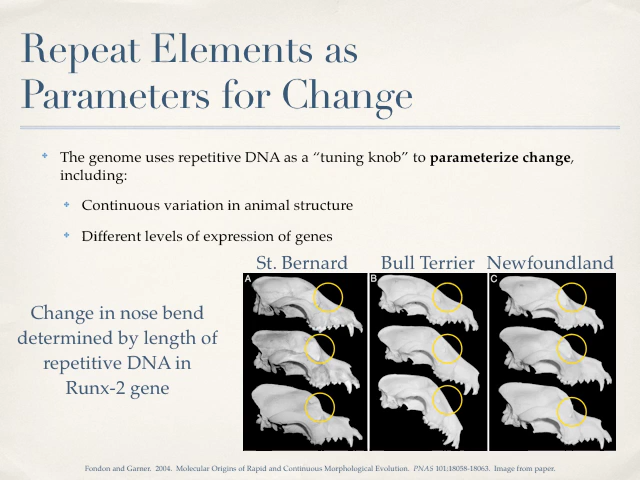 Repeat Elements as
Parameters for Change
The genome uses repetitive DNA as a “tuning knob” to parameterize change,
including:
Continuous variation in animal structure
Different levels of expression of genes
St. Bernard Bull Terrier Newfoundland
A B C
Change in nose bend
determined by length of
repetitive DNA in
Runx-2 gene
Fondon and Garner. 2004. Molecular Origins of Rapid and Continuous Morphological Evolution. PNAS 101:18058-18063. Image from paper.